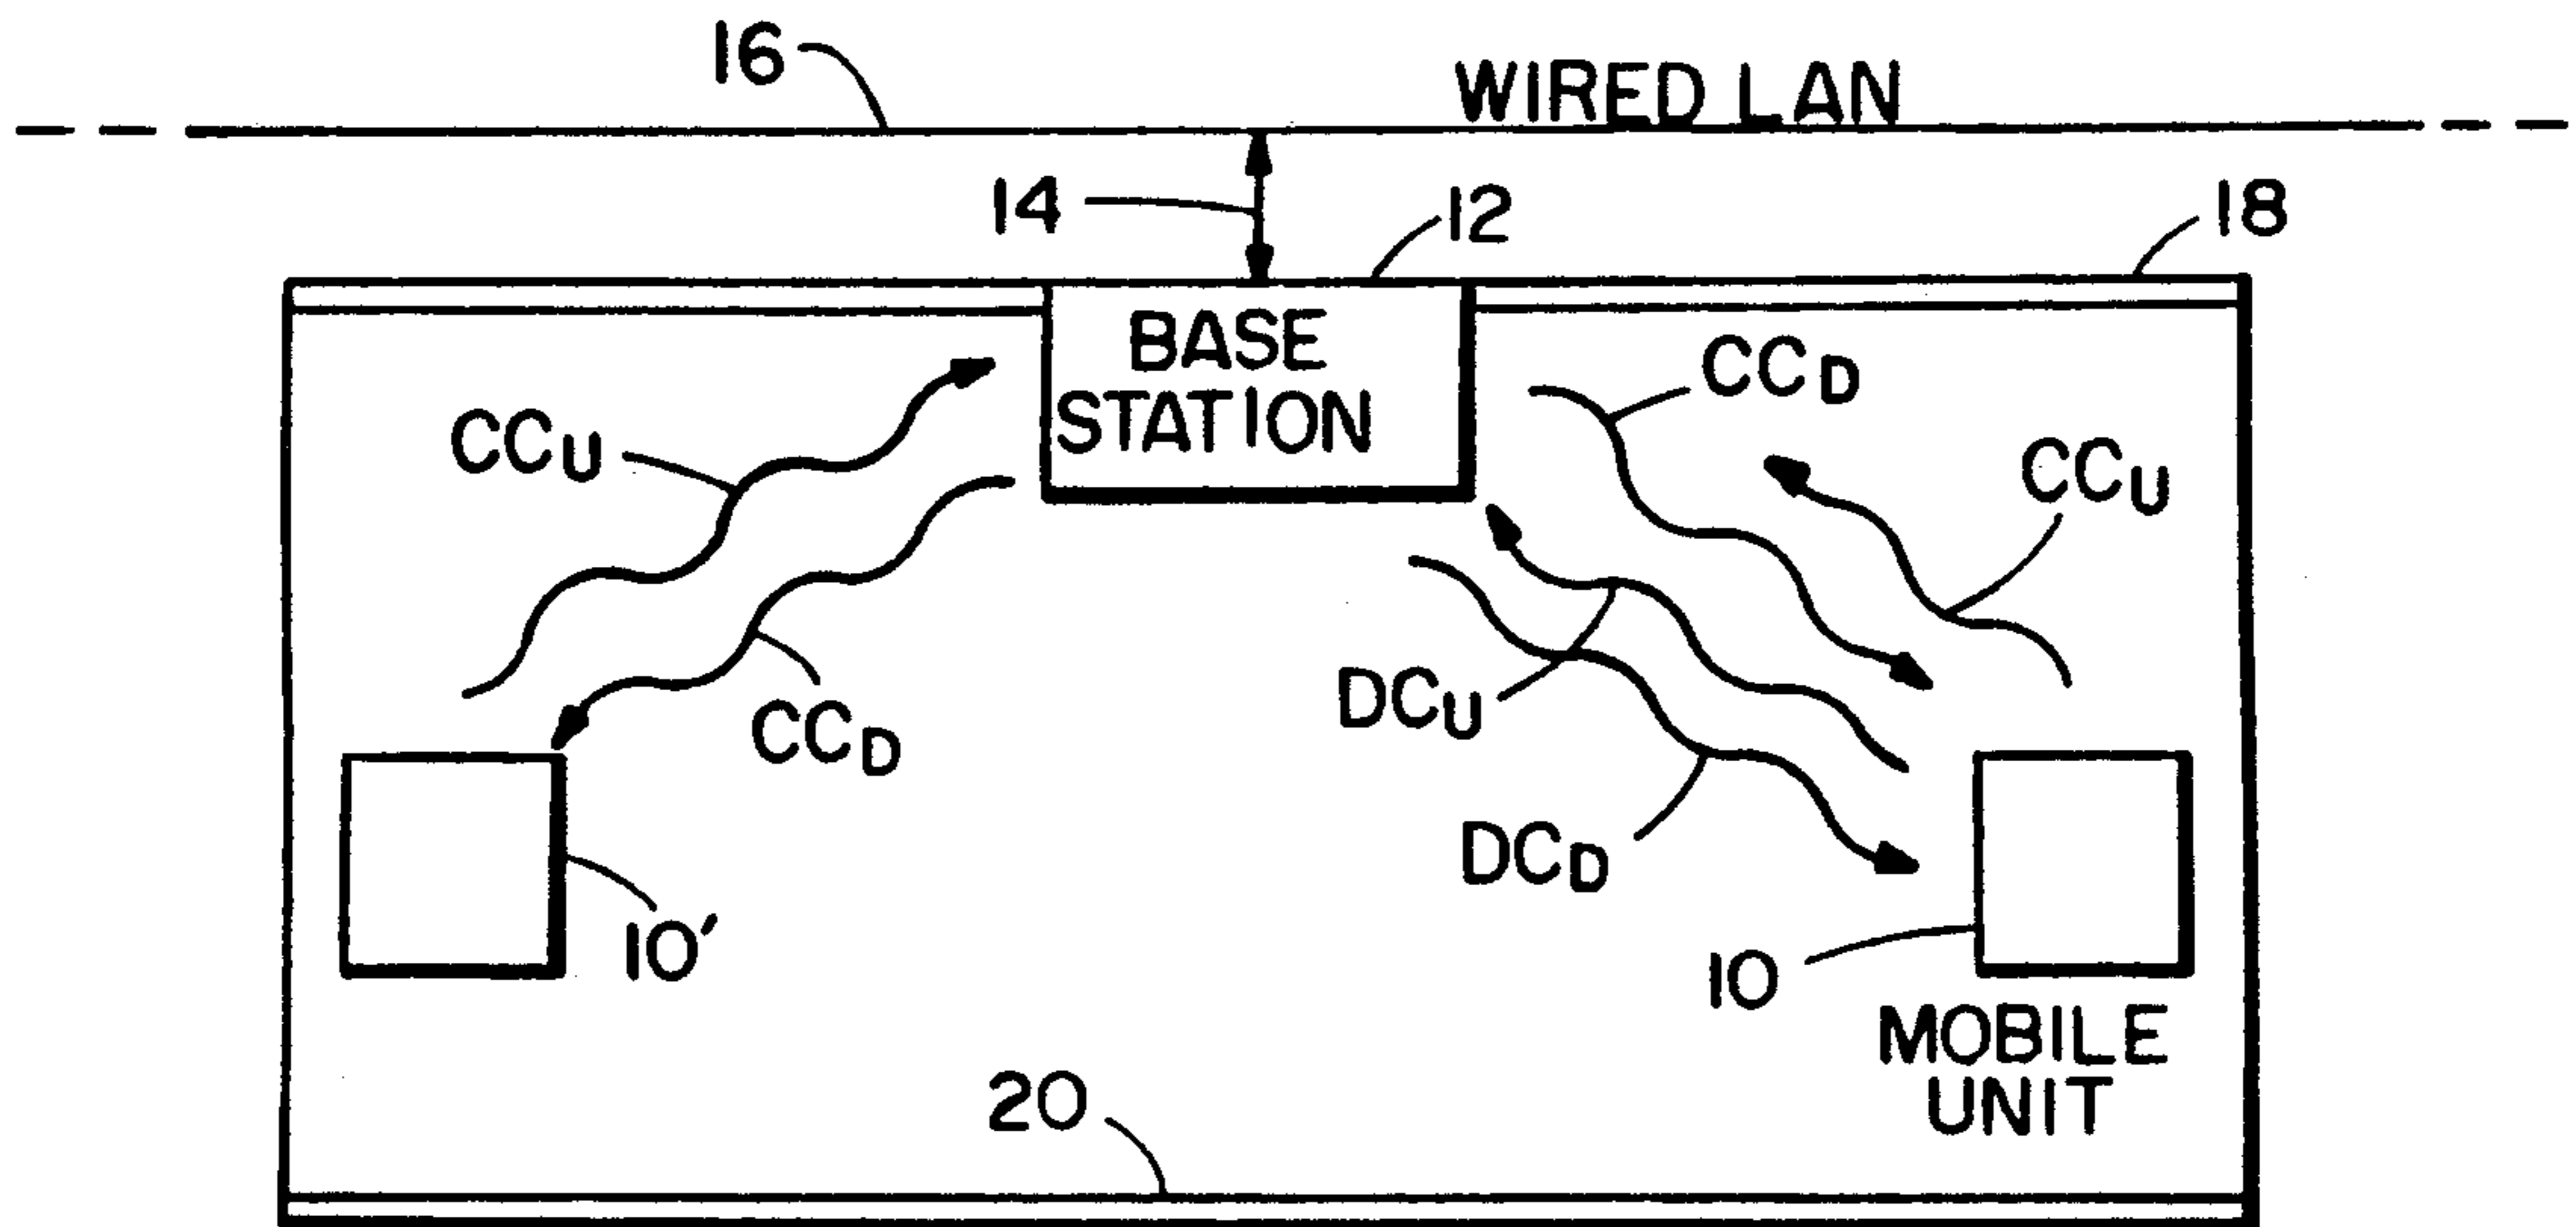 16
WIRED LAN
14
12
18
BASE
STATION
CCU
CCD
CCU
CCD
DCU
DCD
10'
10
MOBILE
UNIT
20